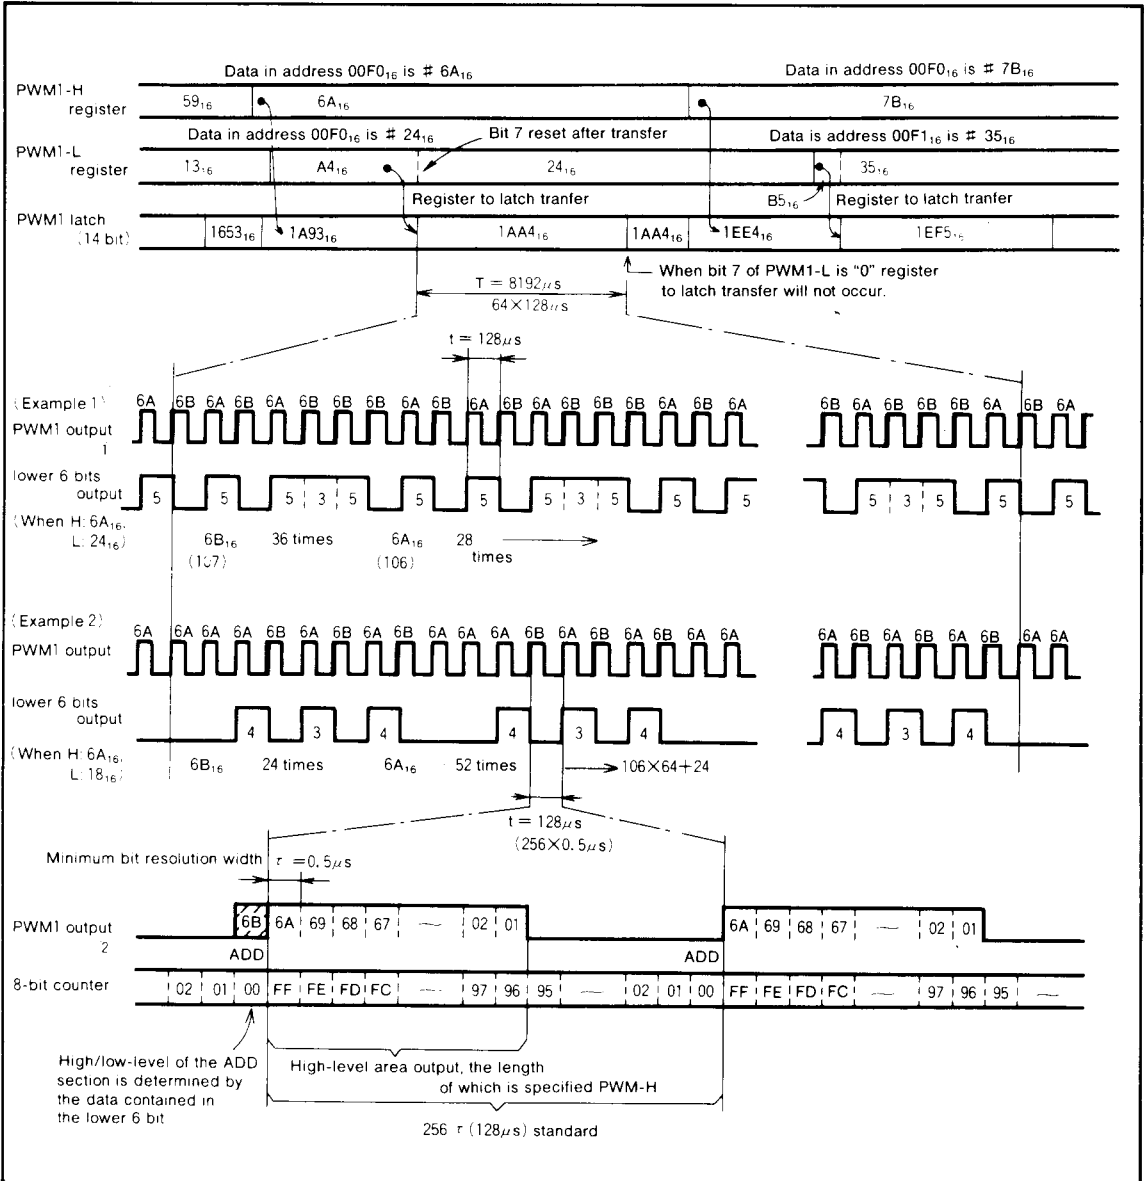 Data in address 00F0₁₆ is # 6A₁₆ Data in address 00F0₁₆ is # 7B₁₆
PWM1-H
register
59₁₆ 6A₁₆ 7B₁₆
Data in address 00F0₁₆ is # 24₁₆ Bit 7 reset after transfer Data is address 00F1₁₆ is # 35₁₆
PWM1-L
register
13₁₆ A4₁₆ 24₁₆ 35₁₆
Register to latch tranfer B5₁₆ Register to latch tranfer
PWM1 latch
(14 bit)
1653₁₆ 1A93₁₆ 1AA4₁₆ 1AA4₁₆ 1EE4₁₆ 1EF5₁₆
T = 8192μs
64×128μs
When bit 7 of PWM1-L is "0" register
to latch transfer will not occur.
t = 128μs
(Example 1)
6A 6B 6A 6B 6A 6B 6A 6B 6A 6B 6A 6B 6A 6B 6A 6B 6A 6B 6A
6B 6A 6B 6A 6B 6A 6B 6A
PWM1 output
1
lower 6 bits
output
5 5 5 3 5 5 5 5 3 5 5 5 5 3 5 5 5
(When H: 6A₁₆,
L: 24₁₆)
6B₁₆ 36 times 6A₁₆ 28
(107) (106) times
(Example 2)
6A 6A 6A 6A 6B 6A 6B 6A 6B 6A 6A 6A 6B 6A 6B 6A 6B 6A 6A
6A 6B 6A 6B 6A 6B 6A 6A
PWM1 output
lower 6 bits
output
4 3 4 4 3 4 4 3 4
(When H: 6A₁₆,
L: 18₁₆)
6B₁₆ 24 times 6A₁₆ 52 times 106×64+24
t = 128μs
(256×0.5μs)
Minimum bit resolution width τ = 0.5μs
PWM1 output
2
6B 6A 69 68 67 — 02 01 6A 69 68 67 — 02 01
ADD ADD
8-bit counter
02 01 00 FF FE FD FC — 97 96 95 — 02 01 00 FF FE FD FC — 97 96 95 —
High/low-level of the ADD
section is determined by
the data contained in
the lower 6 bit
High-level area output, the length
of which is specified PWM-H
256 τ (128μs) standard